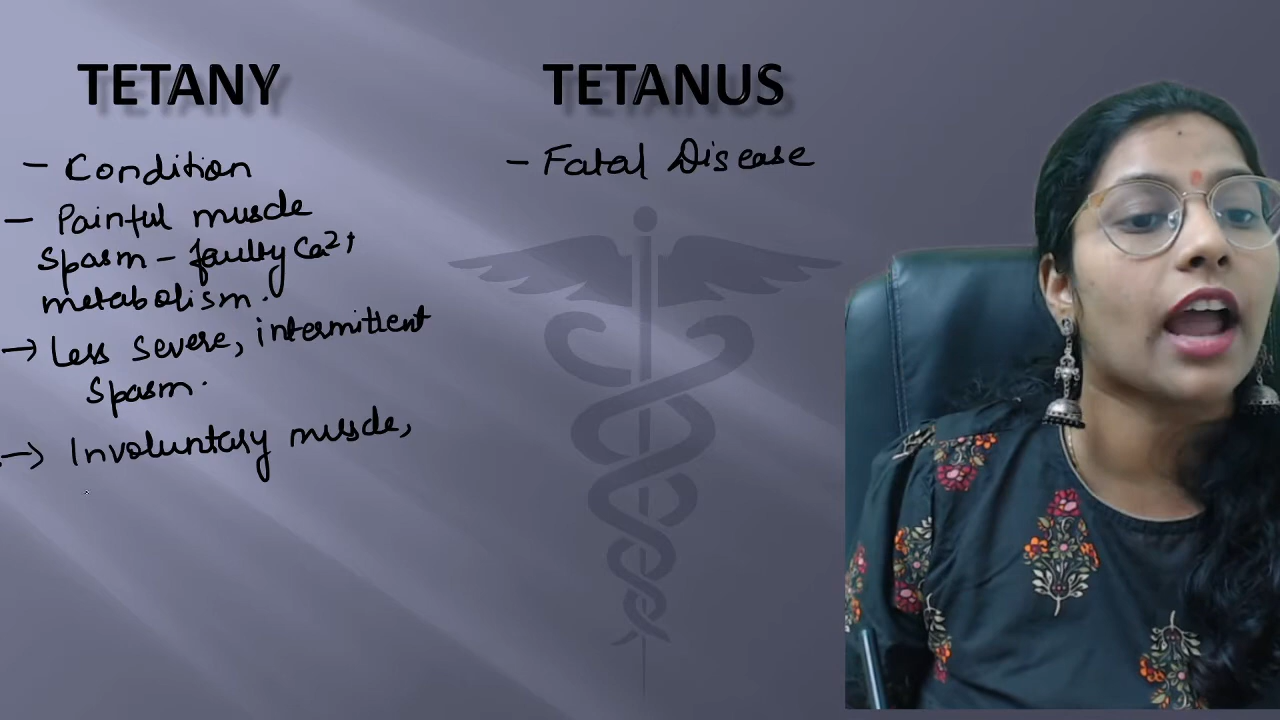 TETANY
- Condition
- Painful muscle
Spasm - faulty Ca2+
metabolism.
→ Less Severe, intermittent
Spasm.
→ Involuntary muscle,
TETANUS
- Fatal Disease